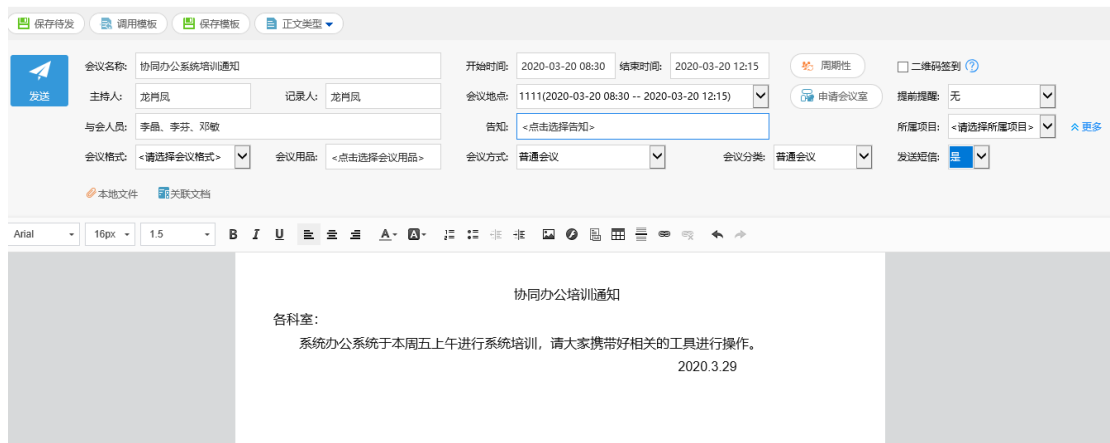 保存待发 调用模板 保存模板 正文类型
发送
会议名称: 协同办公系统培训通知 开始时间: 2020-03-20 08:30 结束时间: 2020-03-20 12:15 周期性 二维码签到
主持人: 龙肖凤 记录人: 龙肖凤 会议地点: 1111(2020-03-20 08:30 -- 2020-03-20 12:15) 申请会议室 提前提醒: 无
与会人员: 李晶、李芬、邓敏 告知: <点击选择告知> 所属项目: <请选择所属项目> 更多
会议格式: <请选择会议格式> 会议用品: <点击选择会议用品> 会议方式: 普通会议 会议分类: 普通会议 发送短信: 是
本地文件 关联文档
Arial 16px 1.5 B I U A A
协同办公培训通知
各科室:
系统办公系统于本周五上午进行系统培训，请大家携带好相关的工具进行操作。
2020.3.29